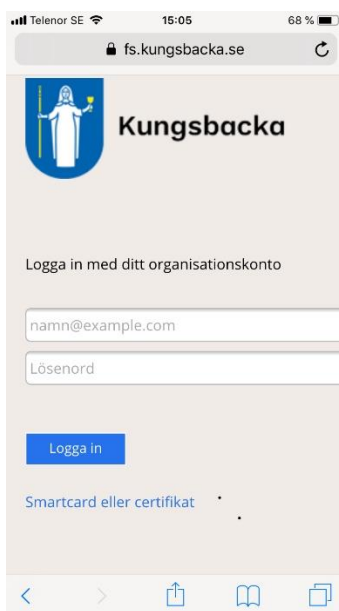 Telenor SE 15:05 68 %
fs.kungsbacka.se
Kungsbacka
Logga in med ditt organisationskonto
namn@example.com
Lösenord
Logga in
Smartcard eller certifikat